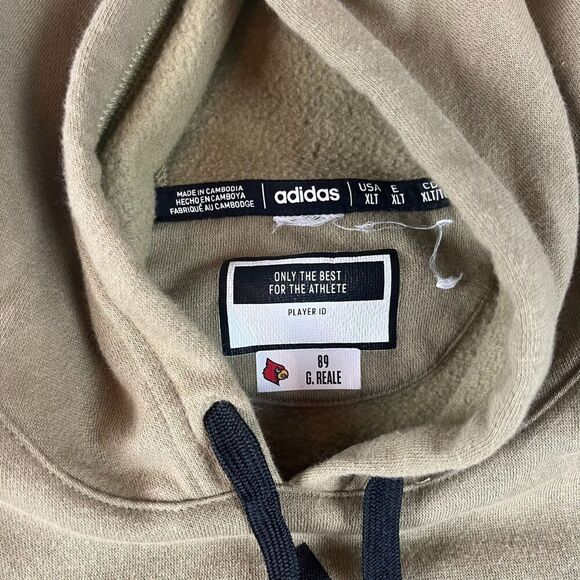 MADE IN CAMBODIA
HECHO EN CAMBOYA
FABRIQUÉ AU CAMBODGE
adidas
USA
XLT
E
XLT
XLT/T
ONLY THE BEST
FOR THE ATHLETE
PLAYER ID
89
G. REALE